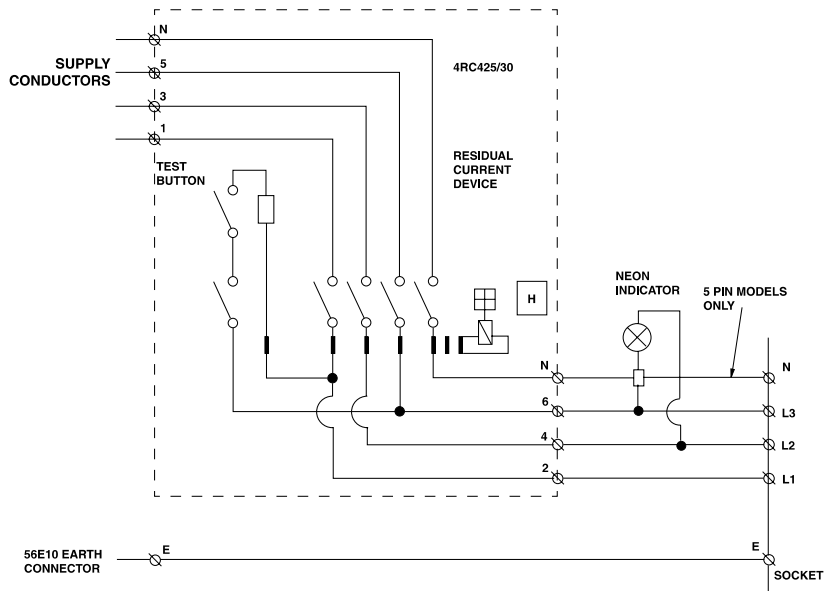 N
SUPPLY
CONDUCTORS
5
3
1
4RC425/30
TEST
BUTTON
RESIDUAL
CURRENT
DEVICE
H
NEON
INDICATOR
5 PIN MODELS
ONLY
N
N
6
L3
4
L2
2
L1
56E10 EARTH
CONNECTOR
E
E
SOCKET